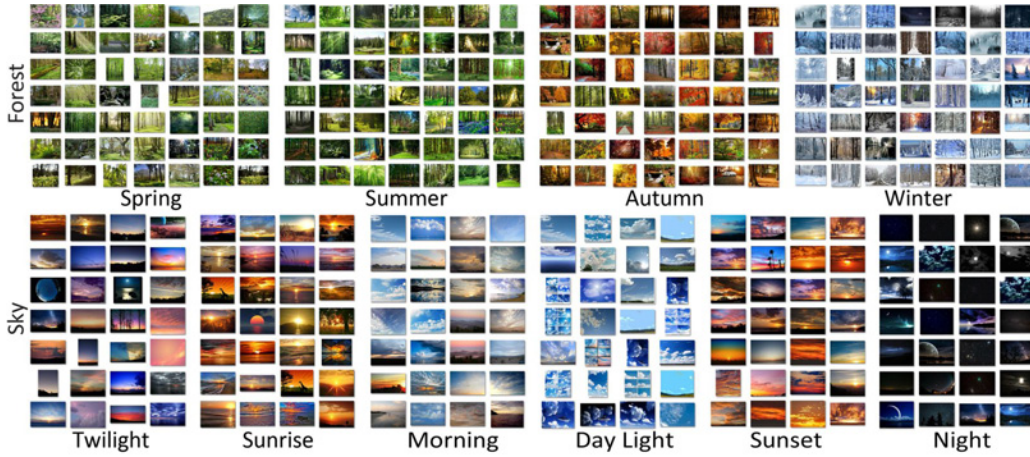 Forest
Spring Summer Autumn Winter
Sky
Twilight Sunrise Morning Day Light Sunset Night